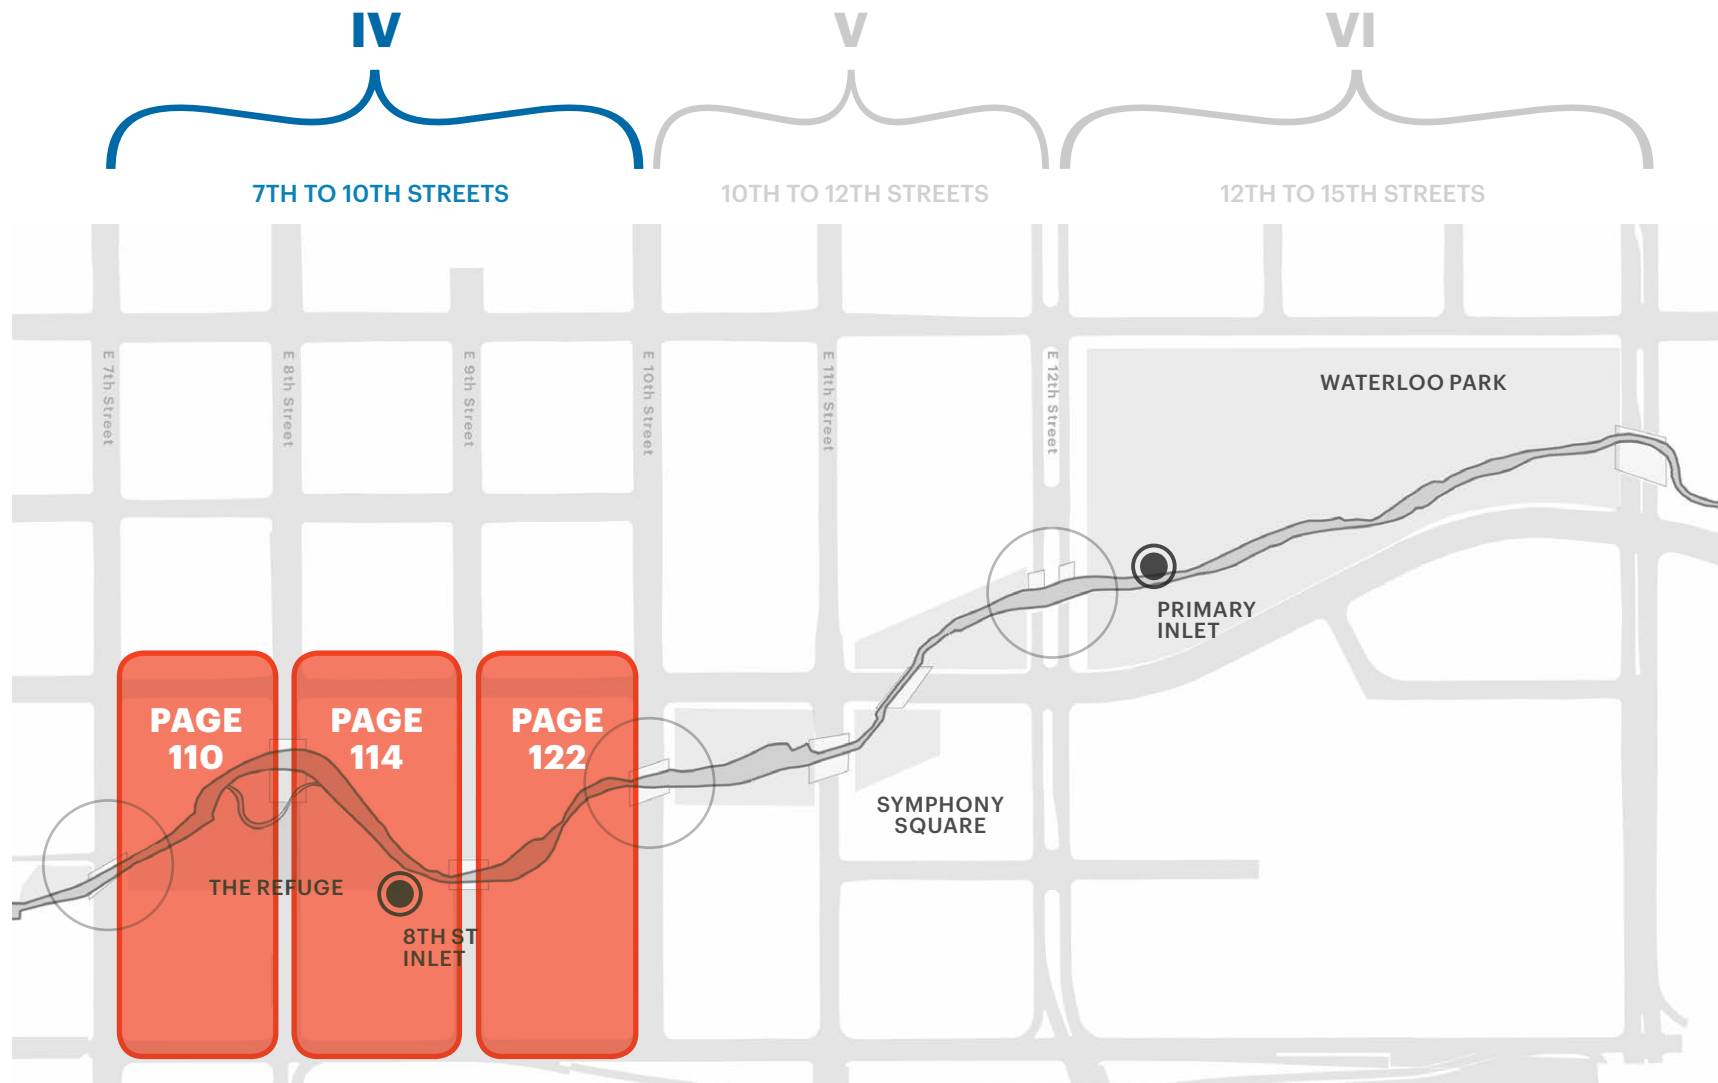 IV
V
VI
7TH TO 10TH STREETS
10TH TO 12TH STREETS
12TH TO 15TH STREETS
E 7th Street
E 8th Street
E 9th Street
E 10th Street
E 11th Street
E 12th Street
WATERLOO PARK
PRIMARY
INLET
PAGE
110
PAGE
114
PAGE
122
SYMPHONY
SQUARE
THE REFUGE
8TH ST
INLET